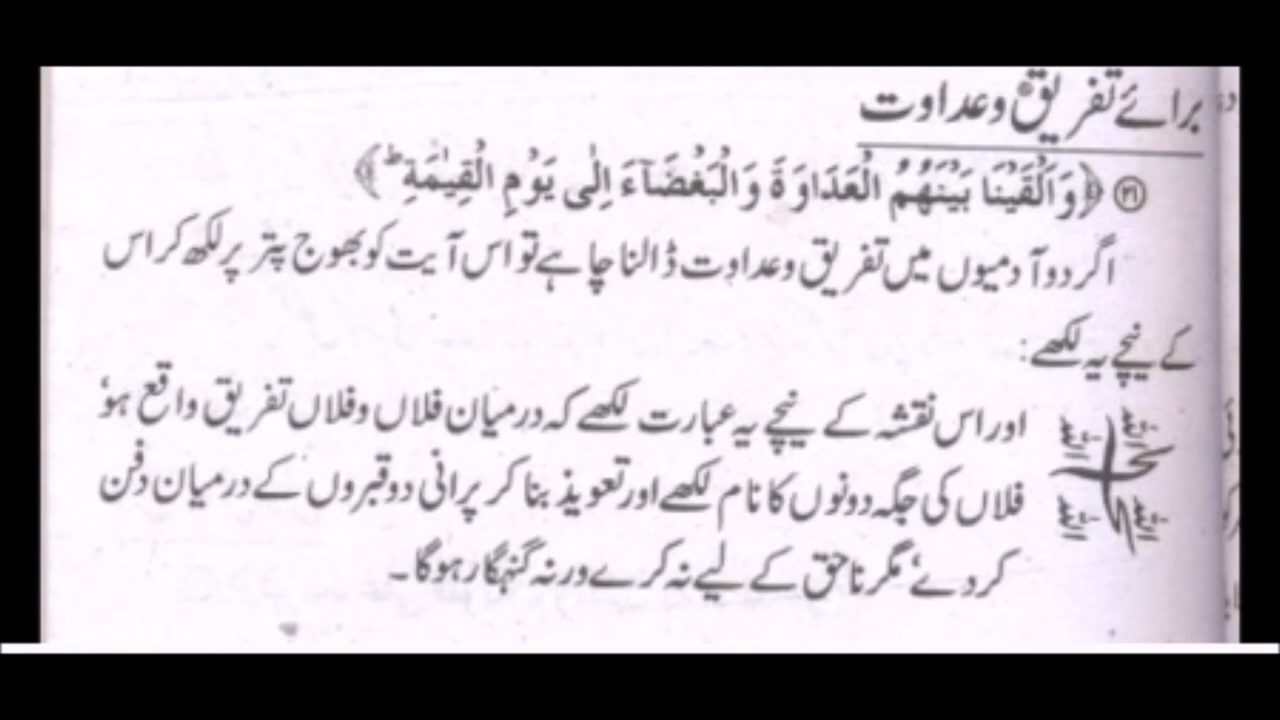 برائے تفریق وعداوت
﴿وَاَلْقَيْنَا بَيْنَهُمُ الْعَدَاوَةَ وَالْبَغْضَآءَ اِلٰى يَوْمِ الْقِيٰمَةِ ؕ﴾
اگر دو آدمیوں میں تفریق وعداوت ڈالنا چاہے تو اس آیت کو بھوج پتر پر لکھ کر اس
کے نیچے یہ لکھے:
اور اس نقشہ کے نیچے یہ عبارت لکھے کہ درمیان فلاں وفلاں تفریق واقع ہو،
فلاں کی جگہ دونوں کا نام لکھے اور تعویذ بنا کر پرانی دو قبروں کے درمیان دفن
کر دے، مگر ناحق کے لیے نہ کرے ورنہ گنہگار ہوگا۔